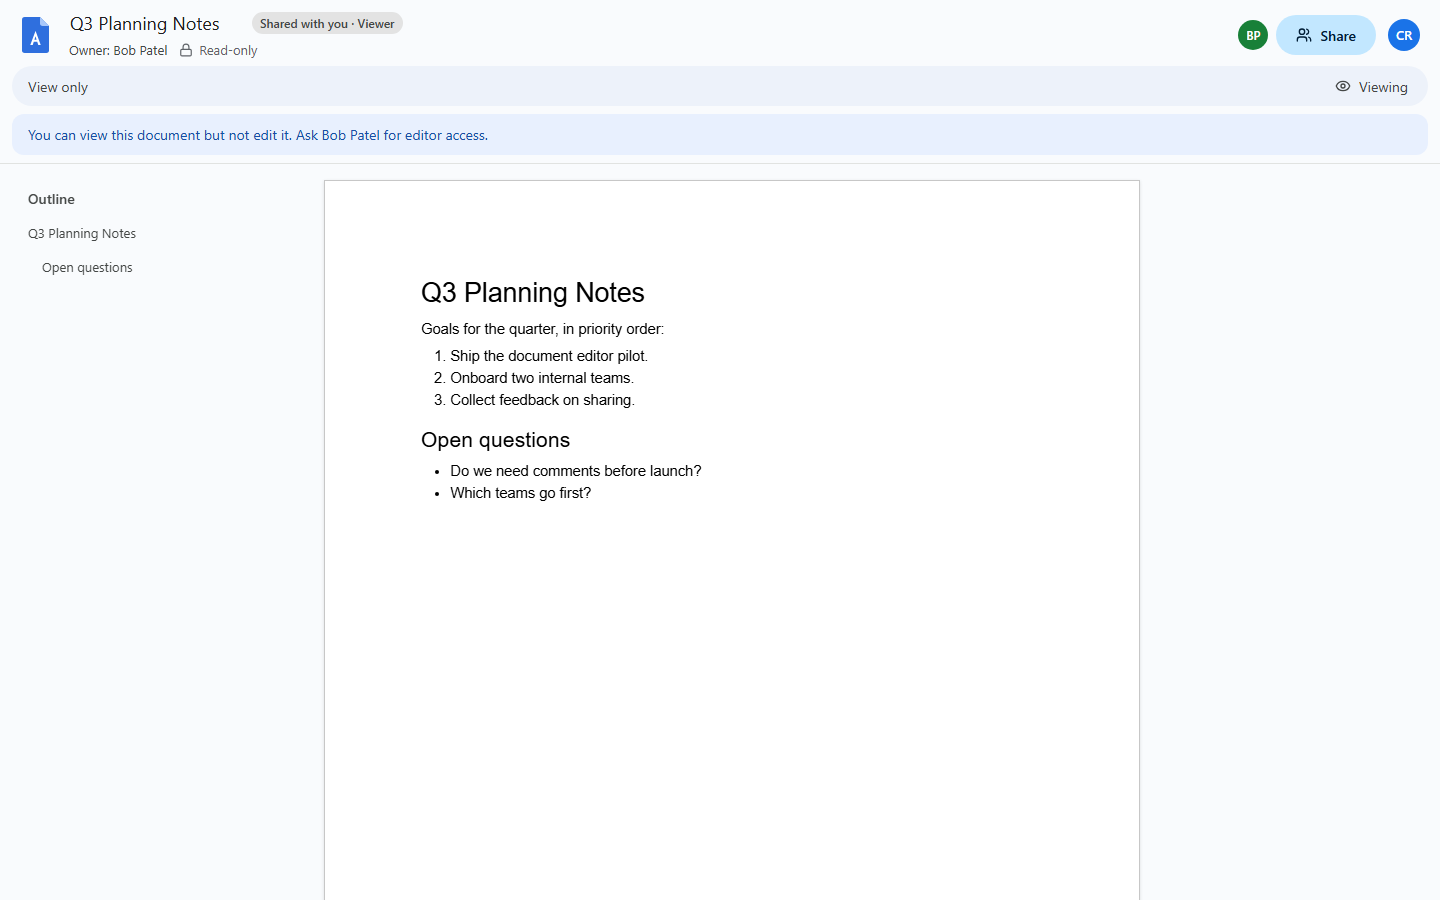 Q3 Planning Notes
Shared with you · Viewer
Owner: Bob Patel
Read-only
BP
Share
CR
View only
Viewing
You can view this document but not edit it. Ask Bob Patel for editor access.
Outline
Q3 Planning Notes
Open questions
Q3 Planning Notes
Goals for the quarter, in priority order:
1. Ship the document editor pilot.
2. Onboard two internal teams.
3. Collect feedback on sharing.
Open questions
• Do we need comments before launch?
• Which teams go first?